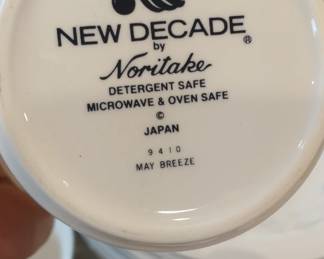 NEW DECADE ®
by
Noritake
DETERGENT SAFE
MICROWAVE & OVEN SAFE
©
JAPAN
9410
MAY BREEZE